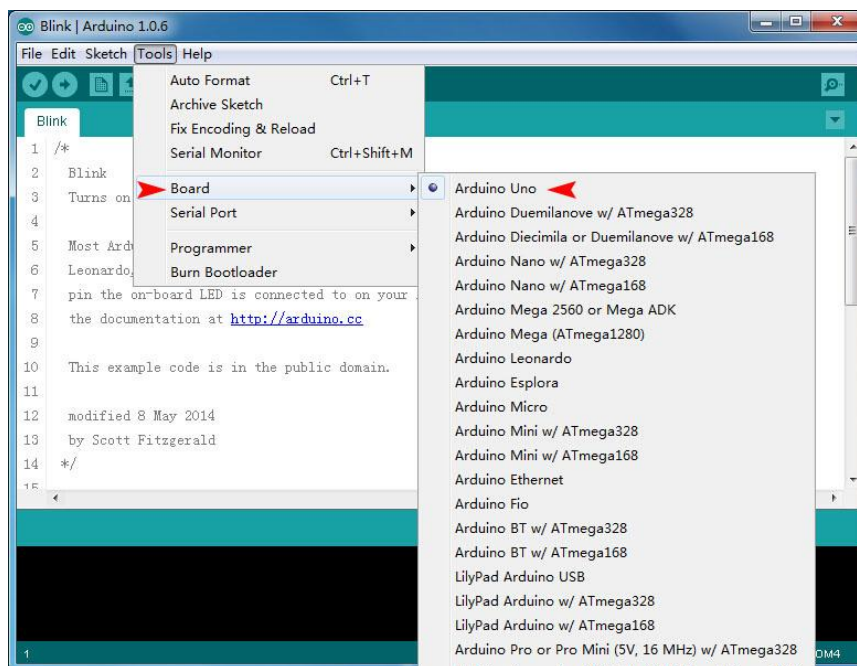 Blink | Arduino 1.0.6
File Edit Sketch Tools Help
Auto Format Ctrl+T
Archive Sketch
Fix Encoding & Reload
Serial Monitor Ctrl+Shift+M
Board
Serial Port
Programmer
Burn Bootloader
Arduino Uno
Arduino Duemilanove w/ ATmega328
Arduino Diecimila or Duemilanove w/ ATmega168
Arduino Nano w/ ATmega328
Arduino Nano w/ ATmega168
Arduino Mega 2560 or Mega ADK
Arduino Mega (ATmega1280)
Arduino Leonardo
Arduino Esplora
Arduino Micro
Arduino Mini w/ ATmega328
Arduino Mini w/ ATmega168
Arduino Ethernet
Arduino Fio
Arduino BT w/ ATmega328
Arduino BT w/ ATmega168
LilyPad Arduino USB
LilyPad Arduino w/ ATmega328
LilyPad Arduino w/ ATmega168
Arduino Pro or Pro Mini (5V, 16 MHz) w/ ATmega328
Blink
1 /*
2 Blink
3 Turns on
4
5 Most Ardu
6 Leonardo,
7 pin the on-board LED is connected to on your
8 the documentation at http://arduino.cc
9
10 This example code is in the public domain.
11
12 modified 8 May 2014
13 by Scott Fitzgerald
14 */
15
1
OM4